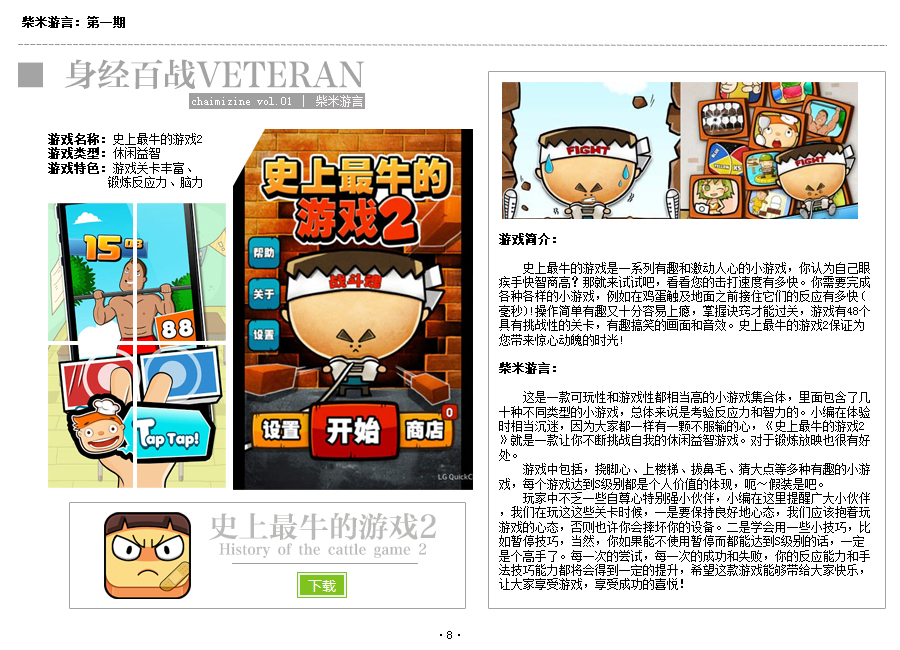 柴米游言：第一期
身经百战VETERAN
chaimizine vol.01 | 柴米游言
游戏名称：史上最牛的游戏2
游戏类型：休闲益智
游戏特色：游戏关卡丰富、
锻炼反应力、脑力
15"03
88
Tap Tap!
史上最牛的
游戏2
帮助
关于
设置
战斗魂
设置
开始
商店
0
LG QuickC
史上最牛的游戏2
History of the cattle game 2
下载
FIGHT
FIGHT
游戏简介：
史上最牛的游戏是一系列有趣和激动人心的小游戏，你认为自己眼
疾手快智商高？那就来试试吧，看看您的击打速度有多快。你需要完成
各种各样的小游戏，例如在鸡蛋触及地面之前接住它们的反应有多快(
毫秒)!操作简单有趣又十分容易上瘾，掌握诀窍才能过关，游戏有48个
具有挑战性的关卡，有趣搞笑的画面和音效。史上最牛的游戏2保证为
您带来惊心动魄的时光!
柴米游言：
这是一款可玩性和游戏性都相当高的小游戏集合体，里面包含了几
十种不同类型的小游戏，总体来说是考验反应力和智力的。小编在体验
时相当沉迷，因为大家都一样有一颗不服输的心，《史上最牛的游戏2
》就是一款让你不断挑战自我的休闲益智游戏。对于锻炼放映也很有好
处。
游戏中包括，挠脚心、上楼梯、拔鼻毛、猜大点等多种有趣的小游
戏，每个游戏达到S级别都是个人价值的体现，呃～假装是吧。
玩家中不乏一些自尊心特别强小伙伴，小编在这里提醒广大小伙伴
，我们在玩这这些关卡时候，一是要保持良好地心态，我们应该抱着玩
游戏的心态，否则也许你会摔坏你的设备。二是学会用一些小技巧，比
如暂停技巧，当然，你如果能不使用暂停而都能达到S级别的话，一定
是个高手了。每一次的尝试，每一次的成功和失败，你的反应能力和手
法技巧能力都将会得到一定的提升，希望这款游戏能够带给大家快乐，
让大家享受游戏，享受成功的喜悦！
·8·